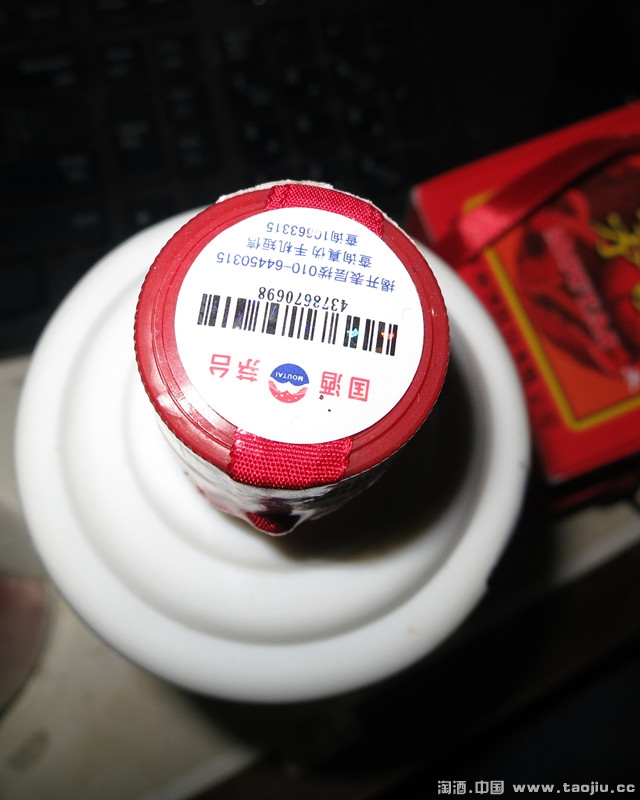 国酒 MOUTAI 茅台
4378670698
揭开表层拨010-64450315
查询真伪 手机短信
查询10663315
淘酒.中国 www.taojiu.cc